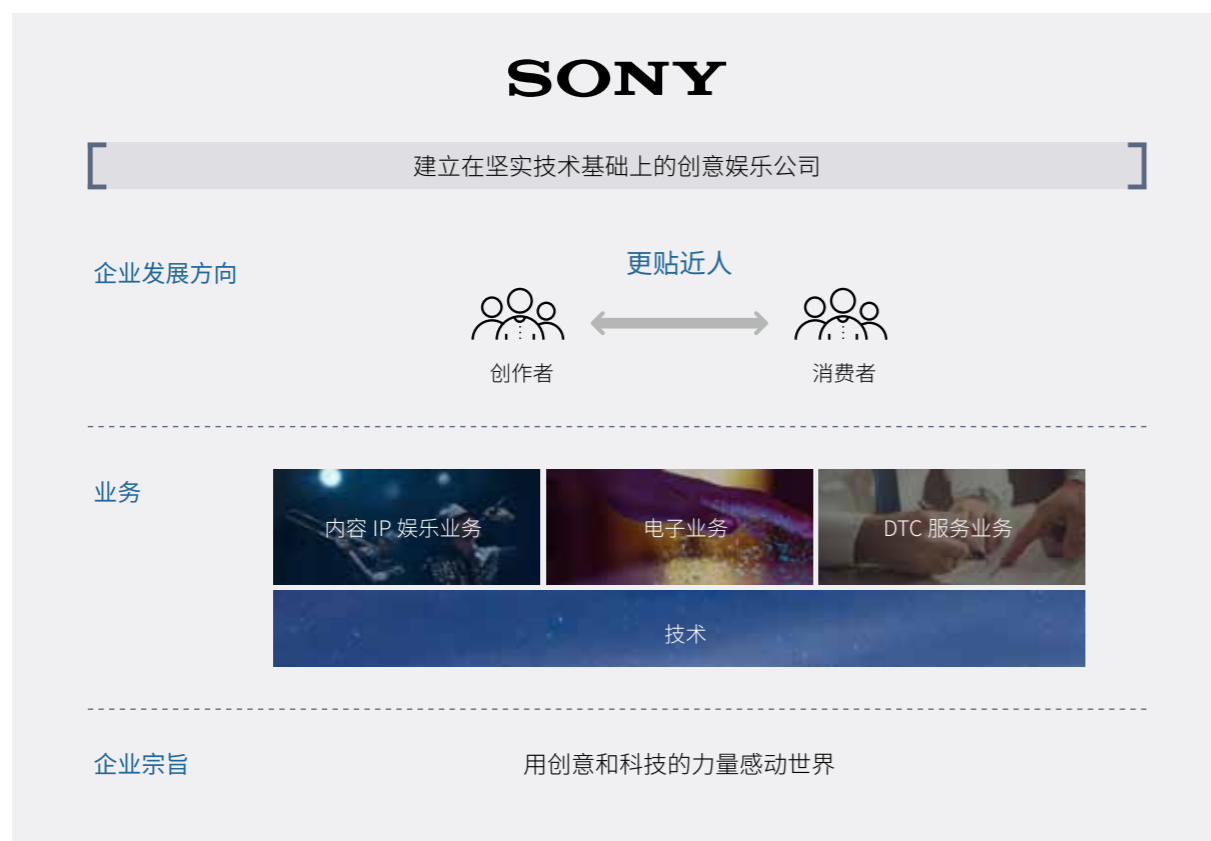 SONY
建立在坚实技术基础上的创意娱乐公司
企业发展方向
更贴近人
创作者
消费者
业务
内容 IP 娱乐业务
电子业务
DTC 服务业务
技术
企业宗旨
用创意和科技的力量感动世界